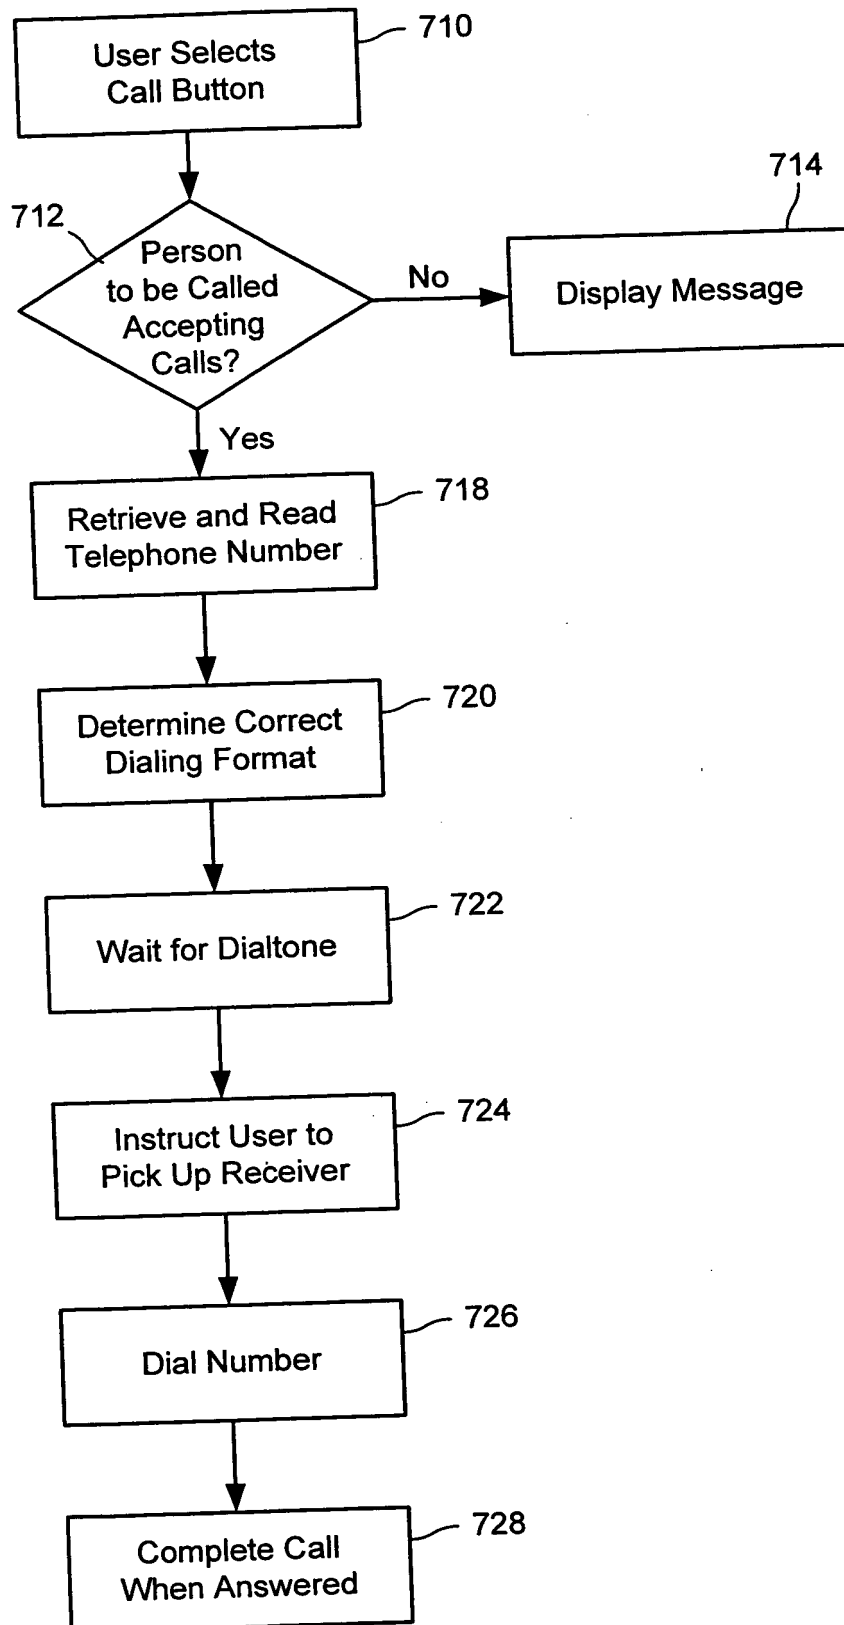 User Selects
Call Button
710
712
Person
to be Called
Accepting
Calls?
No
714
Display Message
Yes
Retrieve and Read
Telephone Number
718
Determine Correct
Dialing Format
720
Wait for Dialtone
722
Instruct User to
Pick Up Receiver
724
Dial Number
726
Complete Call
When Answered
728